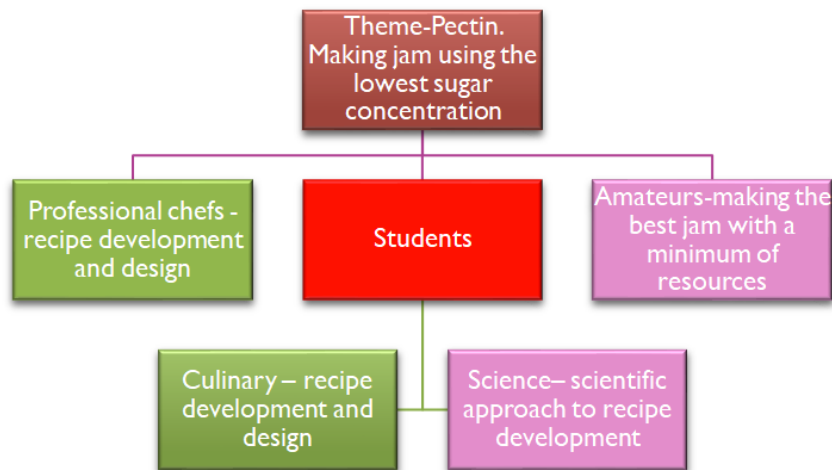 Theme-Pectin.
Making jam using the
lowest sugar
concentration
Professional chefs -
recipe development
and design
Students
Amateurs-making the
best jam with a
minimum of
resources
Culinary – recipe
development and
design
Science– scientific
approach to recipe
development